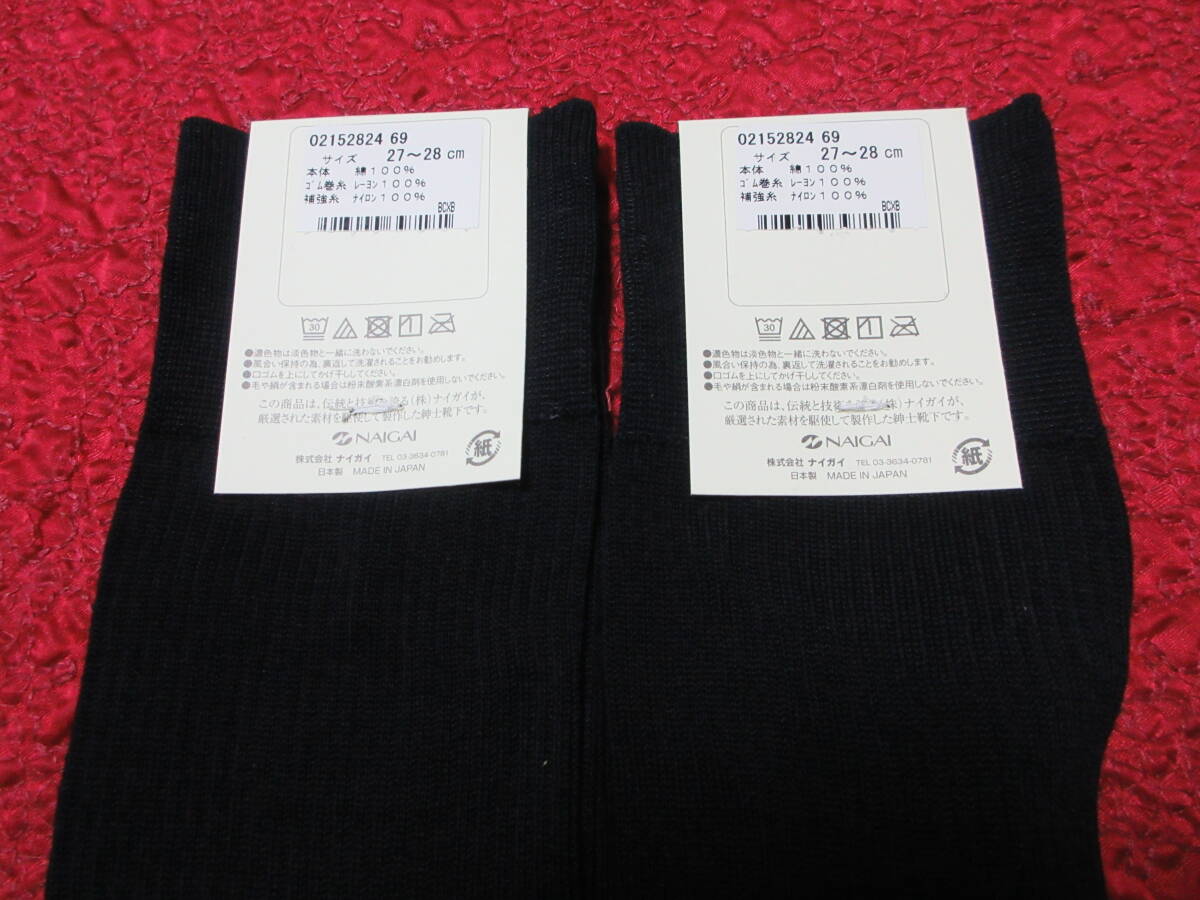 02152824 69
サイズ 27～28 cm
本体 綿100%
ゴム巻糸 レーヨン100%
補強糸 ナイロン100%
BCXB
30
●濃色物は淡色物と一緒に洗わないでください。
●風合い保持の為、裏返して洗濯されることをお勧めします。
●口ゴムを上にしてかげ干ししてください。
●毛や絹が含まれる場合は粉末酸素系漂白剤を使用しないでください。
この商品は、伝統と技術を誇る(株)ナイガイが、
厳選された素材を駆使して製作した紳士靴下です。
NAIGAI
株式会社 ナイガイ TEL 03-3634-0781
日本製 MADE IN JAPAN
紙
02152824 69
サイズ 27～28 cm
本体 綿100%
ゴム巻糸 レーヨン100%
補強糸 ナイロン100%
BCXB
30
●濃色物は淡色物と一緒に洗わないでください。
●風合い保持の為、裏返して洗濯されることをお勧めします。
●口ゴムを上にしてかげ干ししてください。
●毛や絹が含まれる場合は粉末酸素系漂白剤を使用しないでください。
この商品は、伝統と技術 株)ナイガイが、
厳選された素材を駆使して製作した紳士靴下です。
NAIGAI
株式会社 ナイガイ TEL 03-3634-0781
日本製 MADE IN JAPAN
紙